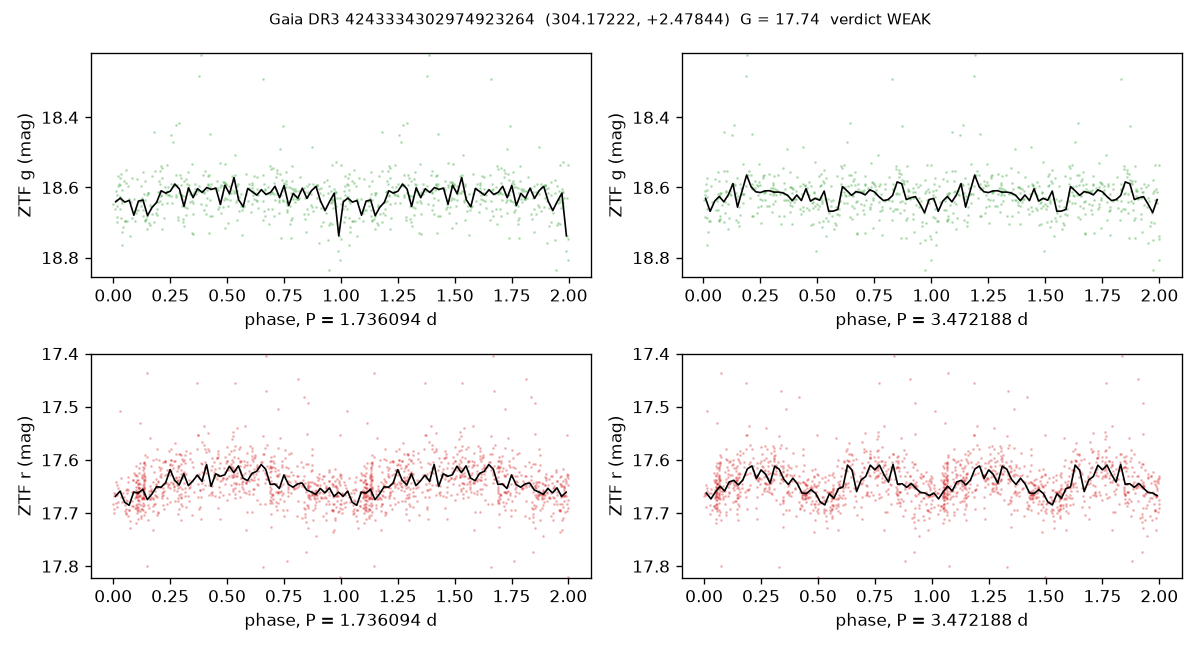 Gaia DR3 4243334302974923264 (304.17222, +2.47844) G = 17.74 verdict WEAK
ZTF g (mag)
18.4
18.6
18.8
0.00 0.25 0.50 0.75 1.00 1.25 1.50 1.75 2.00
phase, P = 1.736094 d
ZTF g (mag)
18.4
18.6
18.8
0.00 0.25 0.50 0.75 1.00 1.25 1.50 1.75 2.00
phase, P = 3.472188 d
ZTF r (mag)
17.4
17.5
17.6
17.7
17.8
0.00 0.25 0.50 0.75 1.00 1.25 1.50 1.75 2.00
phase, P = 1.736094 d
ZTF r (mag)
17.4
17.5
17.6
17.7
17.8
0.00 0.25 0.50 0.75 1.00 1.25 1.50 1.75 2.00
phase, P = 3.472188 d